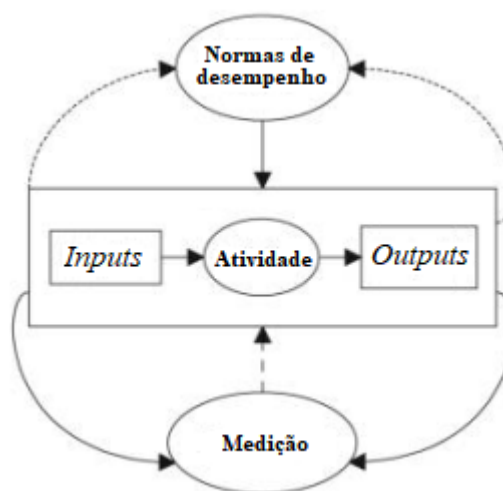 Normas de
desempenho
Inputs
Atividade
Outputs
Medição